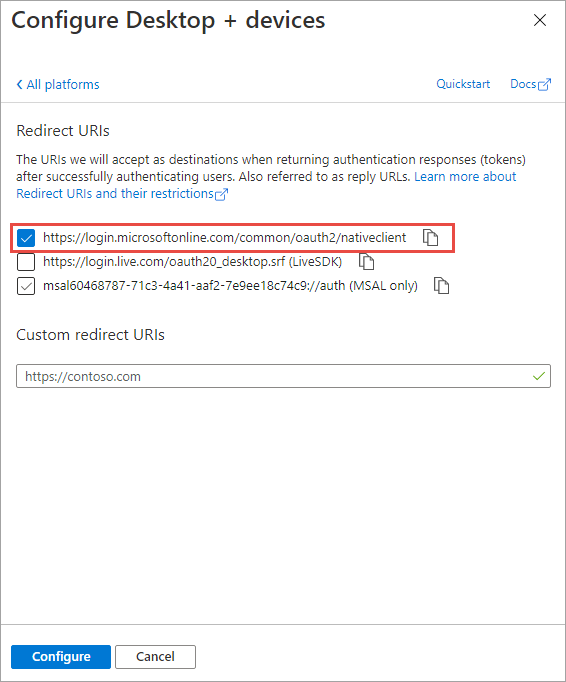 Configure Desktop + devices
All platforms
Quickstart
Docs
Redirect URIs
The URIs we will accept as destinations when returning authentication responses (tokens)
after successfully authenticating users. Also referred to as reply URLs. Learn more about
Redirect URIs and their restrictions
https://login.microsoftonline.com/common/oauth2/nativeclient
https://login.live.com/oauth20_desktop.srf (LiveSDK)
msal60468787-71c3-4a41-aaf2-7e9ee18c74c9://auth (MSAL only)
Custom redirect URIs
https://contoso.com
Configure
Cancel